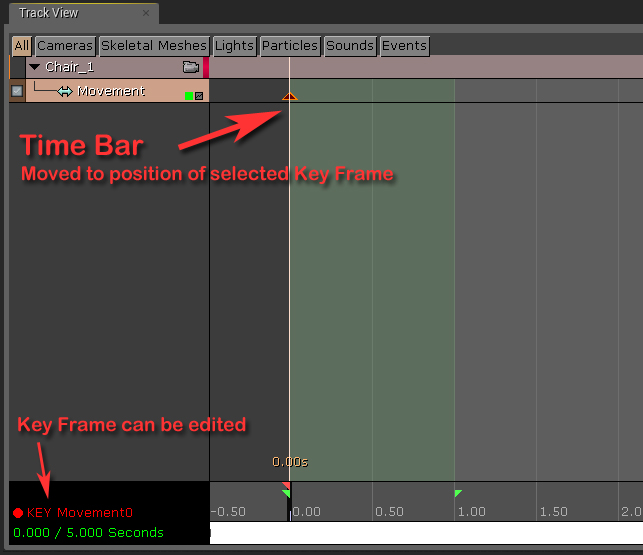 Track View ×
All Cameras Skeletal Meshes Lights Particles Sounds Events
Chair_1
Movement
Time Bar
Moved to position of selected Key Frame
Key Frame can be edited
0.00s
KEY Movement0
-0.50 0.00 0.50 1.00 1.50 2.0
0.000 / 5.000 Seconds